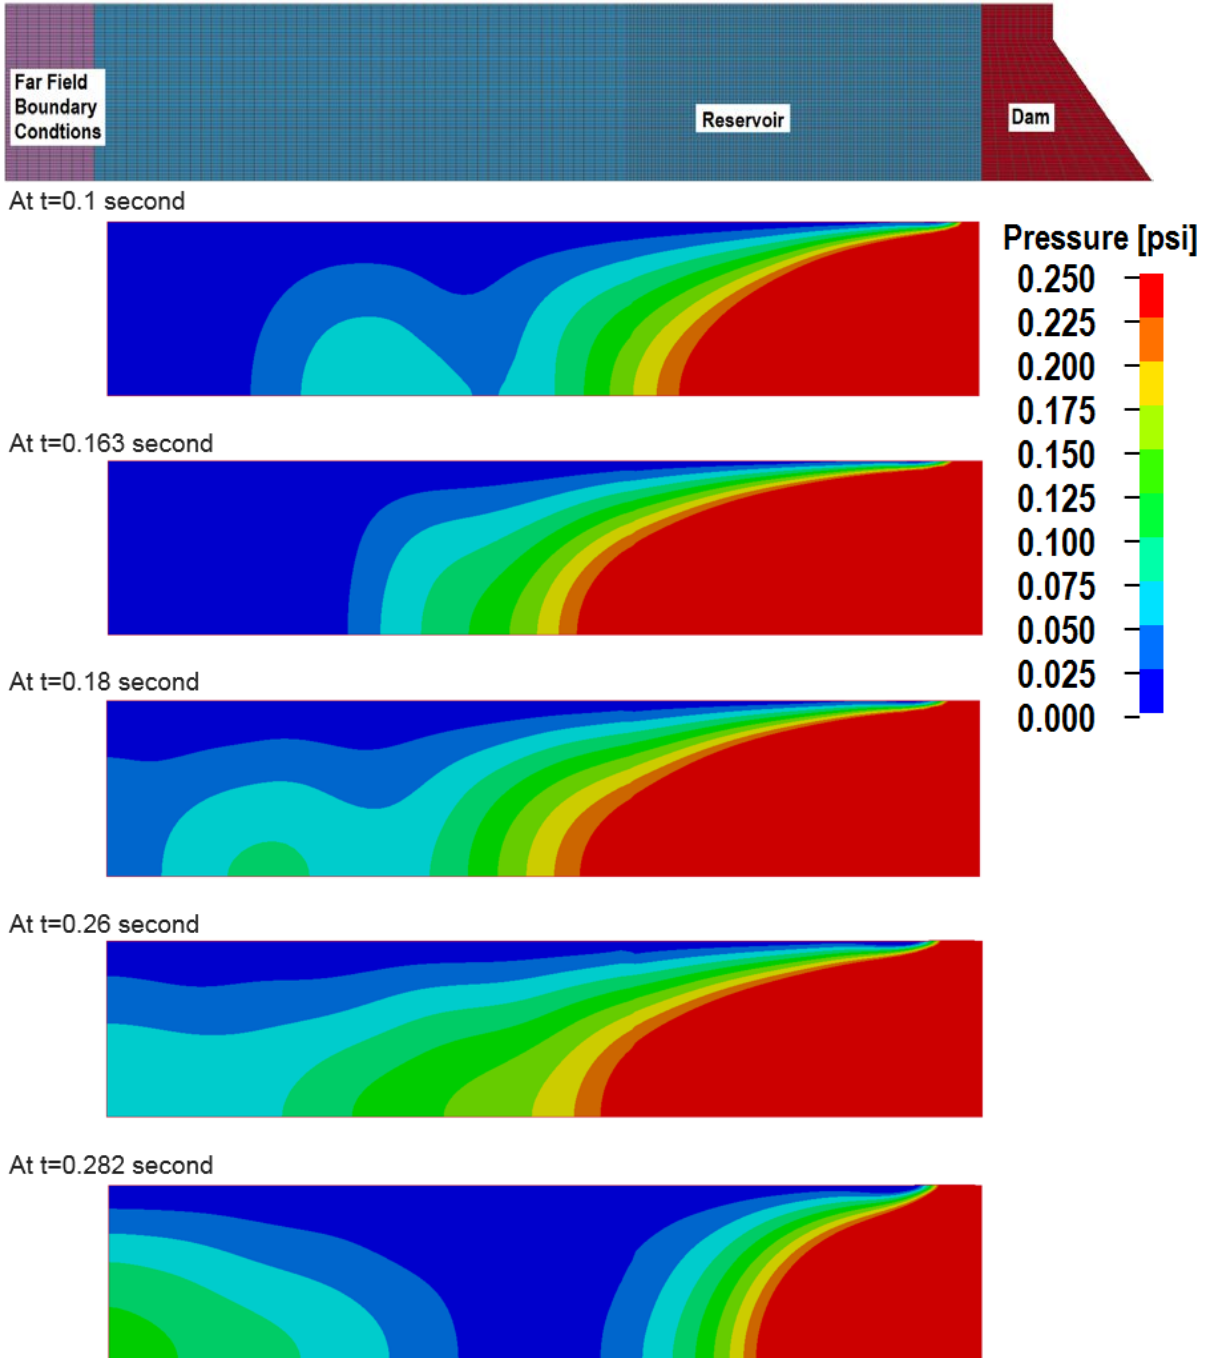 Far Field
Boundary
Condtions
Reservoir
Dam
At t=0.1 second
Pressure [psi]
0.250
0.225
0.200
0.175
0.150
0.125
0.100
0.075
0.050
0.025
0.000
At t=0.163 second
At t=0.18 second
At t=0.26 second
At t=0.282 second